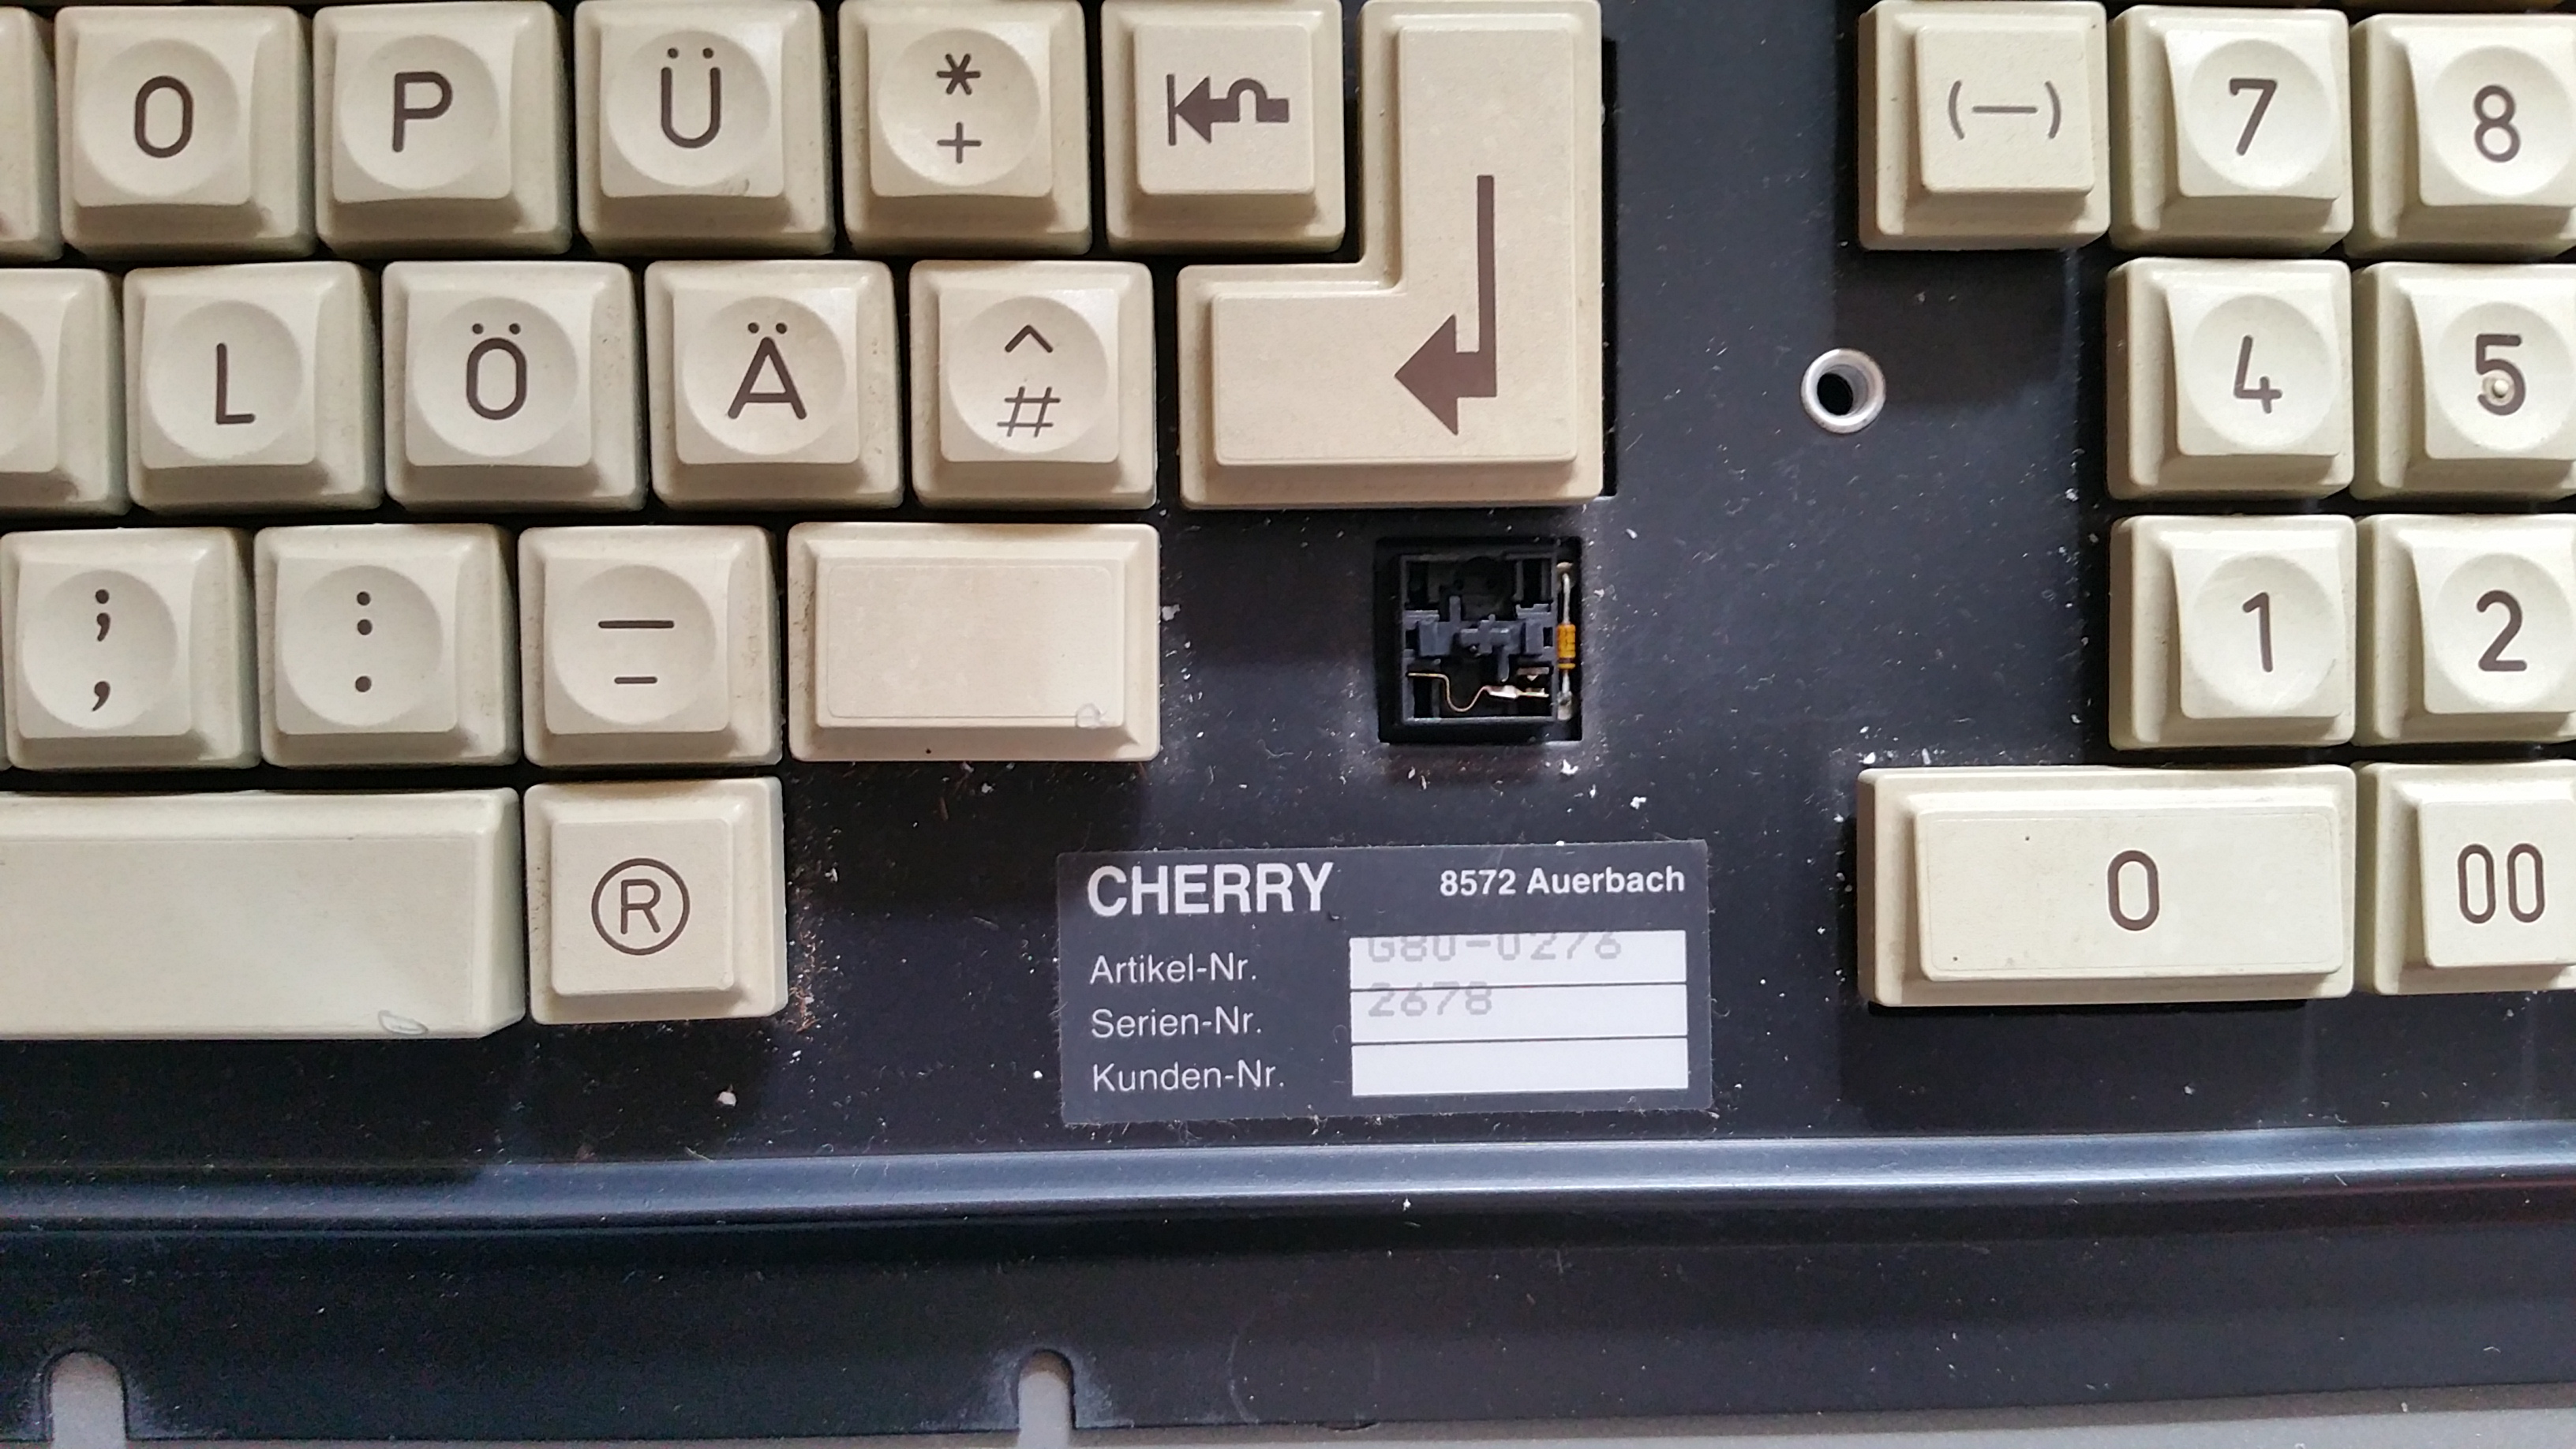 O P Ü * + (—) 7 8
L Ö Ä ^ # 4 5
; , : . — - 1 2
® 0 00
CHERRY 8572 Auerbach
Artikel-Nr. G80-0276
Serien-Nr. 2678
Kunden-Nr.